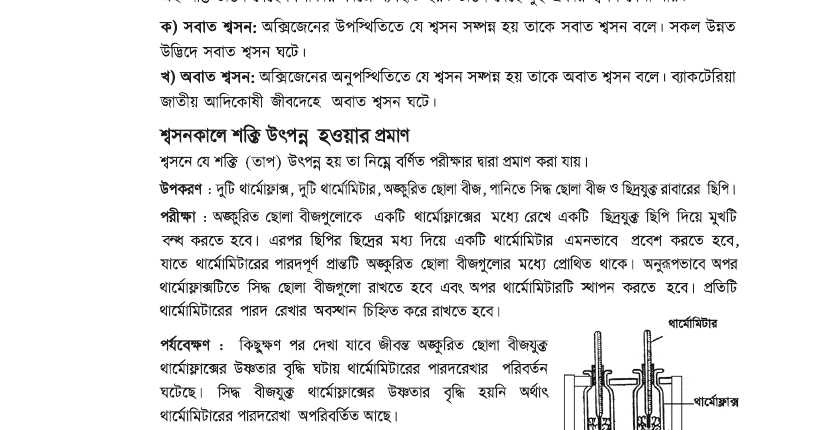 ক) সবাত শ্বসন: অক্সিজেনের উপস্থিতিতে যে শ্বসন সম্পন্ন হয় তাকে সবাত শ্বসন বলে। সকল উন্নত
উদ্ভিদে সবাত শ্বসন ঘটে।
খ) অবাত শ্বসন: অক্সিজেনের অনুপস্থিতিতে যে শ্বসন সম্পন্ন হয় তাকে অবাত শ্বসন বলে। ব্যাকটেরিয়া
জাতীয় আদিকোষী জীবদেহে অবাত শ্বসন ঘটে।
শ্বসনকালে শক্তি উৎপন্ন হওয়ার প্রমাণ
শ্বসনে যে শক্তি (তাপ) উৎপন্ন হয় তা নিম্নে বর্ণিত পরীক্ষার দ্বারা প্রমাণ করা যায়।
উপকরণ : দুটি থার্মোফ্লাক্স, দুটি থার্মোমিটার, অঙ্কুরিত ছোলা বীজ, পানিতে সিদ্ধ ছোলা বীজ ও ছিদ্রযুক্ত রাবারের ছিপি।
পরীক্ষা : অঙ্কুরিত ছোলা বীজগুলোকে একটি থার্মোফ্লাক্সের মধ্যে রেখে একটি ছিদ্রযুক্ত ছিপি দিয়ে মুখটি
বন্ধ করতে হবে। এরপর ছিপির ছিদ্রের মধ্য দিয়ে একটি থার্মোমিটার এমনভাবে প্রবেশ করতে হবে,
যাতে থার্মোমিটারের পারদপূর্ণ প্রান্তটি অঙ্কুরিত ছোলা বীজগুলোর মধ্যে প্রোথিত থাকে। অনুরূপভাবে অপর
থার্মোফ্লাক্সটিতে সিদ্ধ ছোলা বীজগুলো রাখতে হবে এবং অপর থার্মোমিটারটি স্থাপন করতে হবে। প্রতিটি
থার্মোমিটারের পারদ রেখার অবস্থান চিহ্নিত করে রাখতে হবে।
থার্মোমিটার
পর্যবেক্ষণ : কিছুক্ষণ পর দেখা যাবে জীবন্ত অঙ্কুরিত ছোলা বীজযুক্ত
থার্মোফ্লাক্সের উষ্ণতার বৃদ্ধি ঘটায় থার্মোমিটারের পারদরেখার পরিবর্তন
ঘটেছে। সিদ্ধ বীজযুক্ত থার্মোফ্লাক্সের উষ্ণতার বৃদ্ধি হয়নি অর্থাৎ
থার্মোফ্লাক্স
থার্মোমিটারের পারদরেখা অপরিবর্তিত আছে।